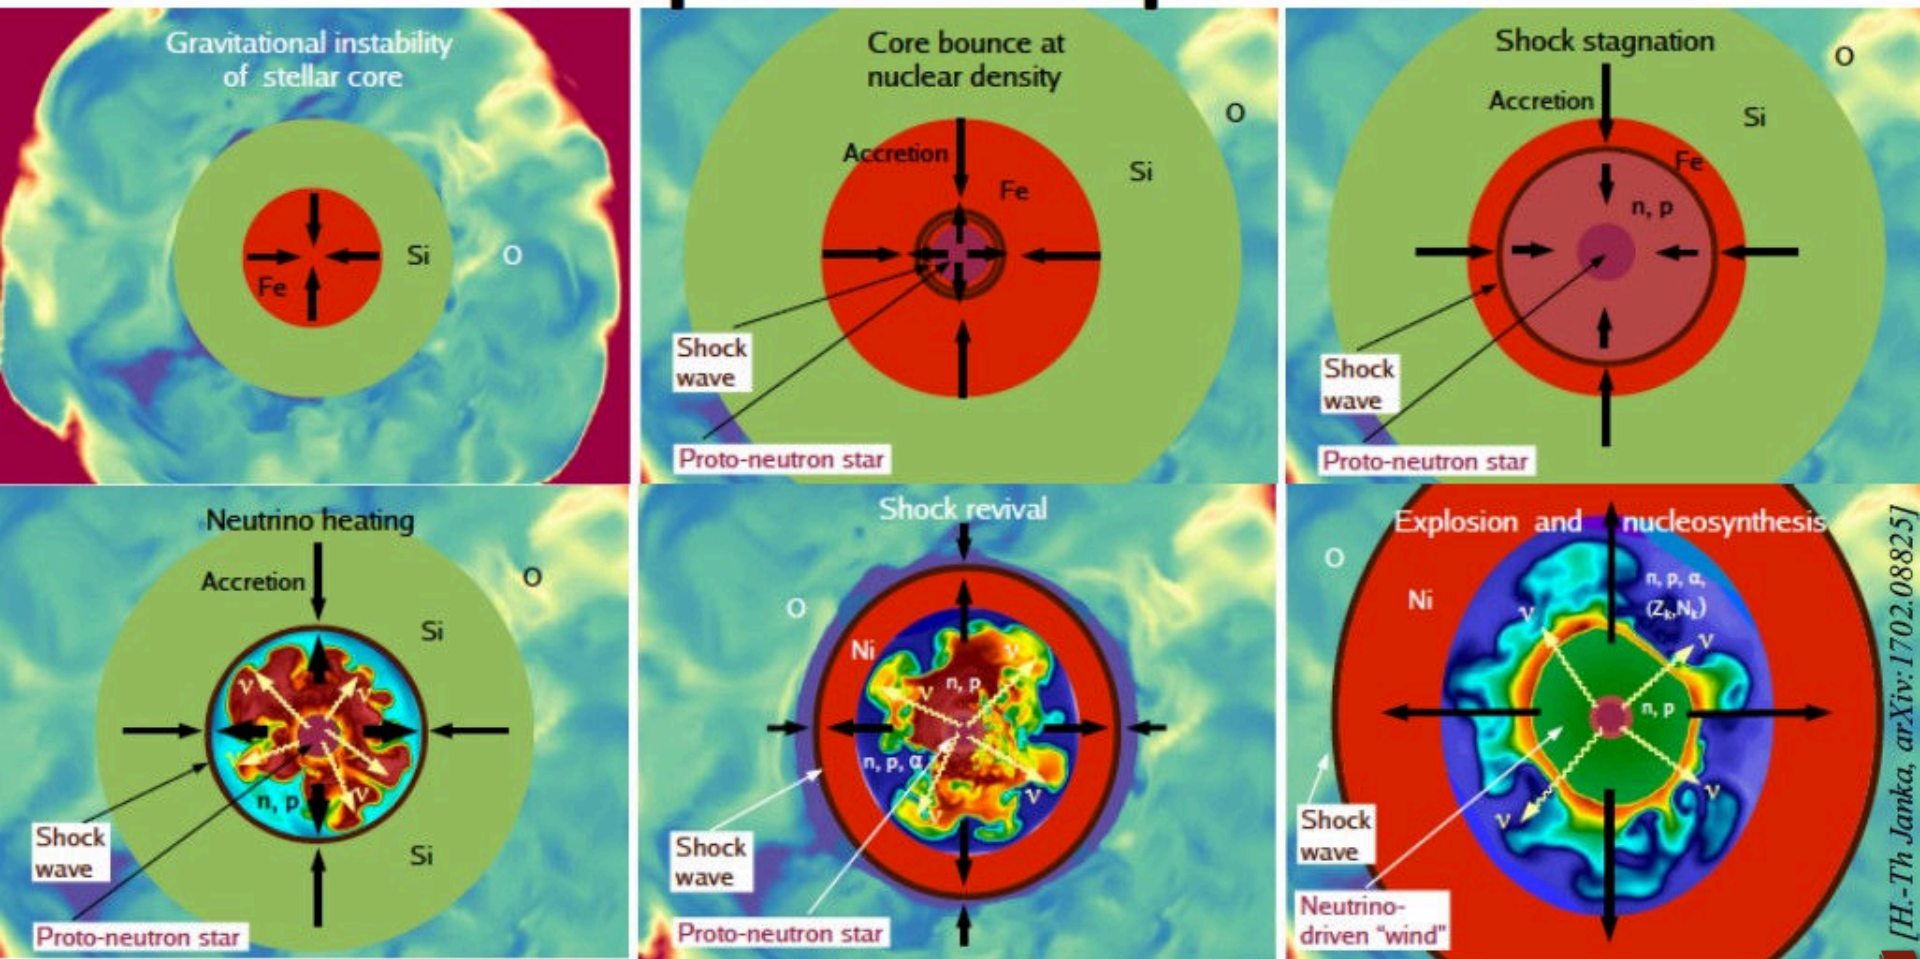 Gravitational instability
of stellar core
Fe
Si
O
Core bounce at
nuclear density
O
Accretion
Si
Fe
Shock
wave
Proto-neutron star
Shock stagnation
O
Accretion
Si
Fe
n, p
Shock
wave
Proto-neutron star
Neutrino heating
Accretion
O
Si
ν
ν
n, p
ν
Shock
wave
Si
Proto-neutron star
Shock revival
O
Ni
ν
n, p
ν
n, p, α
ν
ν
Shock
wave
Proto-neutron star
Explosion and nucleosynthesis
O
n, p, α,
Ni
(Zₖ,Nₖ)
ν
ν
n, p
ν
ν
Shock
wave
Neutrino-
driven "wind"
[H.-Th Janka, arXiv:1702.08825]